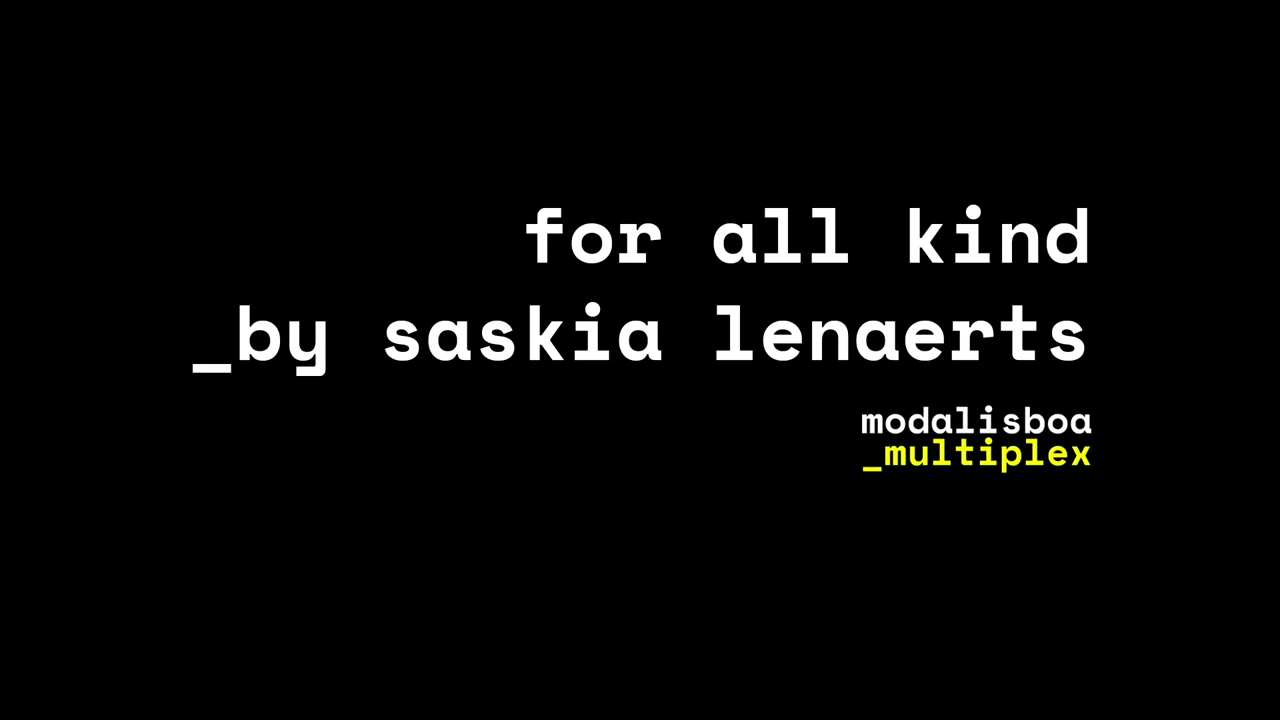 for all kind
_by saskia lenaerts
modalisboa
_multiplex